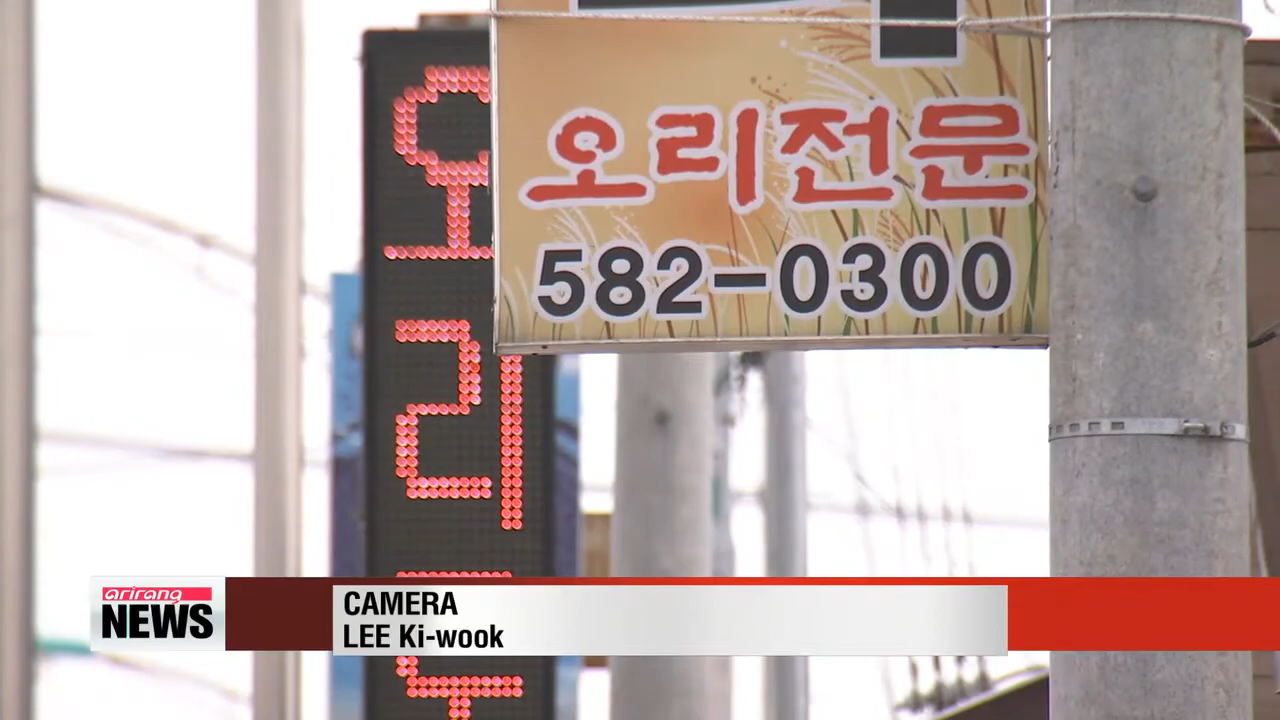 오리전문
582-0300
오리
arirang
NEWS
CAMERA
LEE Ki-wook